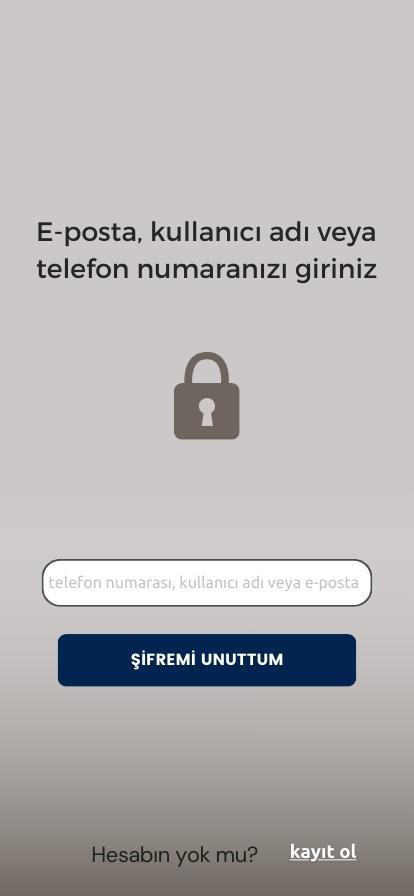 E-posta, kullanıcı adı veya
telefon numaranızı giriniz
telefon numarası, kullanıcı adı veya e-posta
ŞİFREMİ UNUTTUM
Hesabın yok mu? kayıt ol